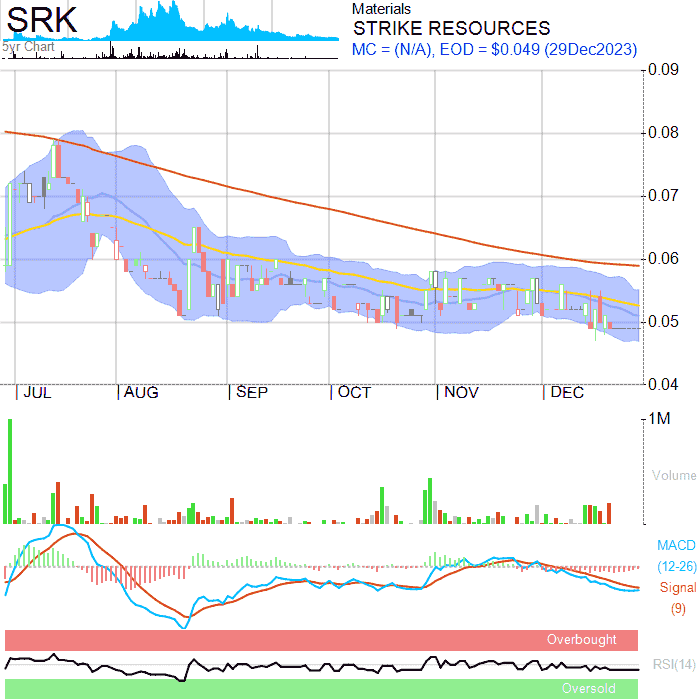 SRK
5yr Chart
Materials
STRIKE RESOURCES
MC = (N/A), EOD = $0.049 (29Dec2023)
0.09
0.08
0.07
0.06
0.05
0.04
JUL AUG SEP OCT NOV DEC
1M
Volume
MACD
(12-26)
Signal
(9)
Overbought
RSI(14)
Oversold